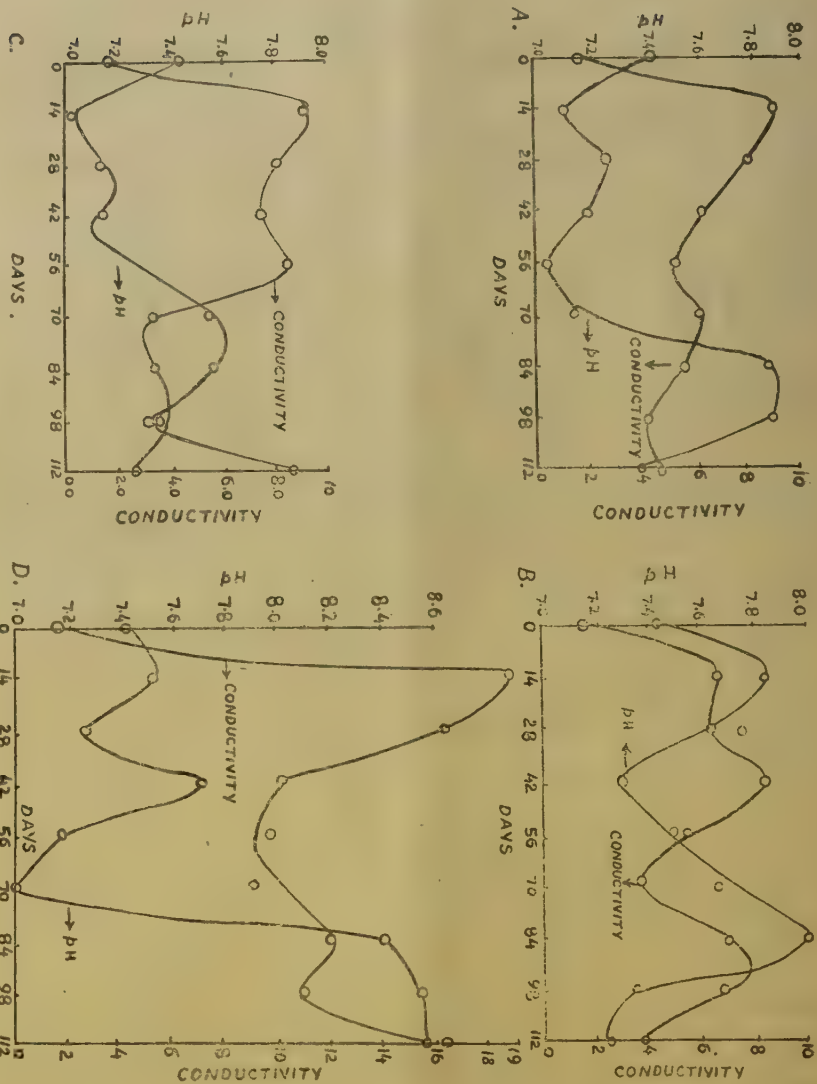 A.
pH
7.0 7.2 7.4 7.6 7.8 8.0
0 14 28 42 56 70 84 98 112
DAYS
→ pH
CONDUCTIVITY
0 2 4 6 8 10
CONDUCTIVITY
B.
pH
7.0 7.2 7.4 7.6 7.8 8.0
0 14 28 42 56 70 84 98 112
DAYS
pH →
CONDUCTIVITY
0 2 4 6 8 10
CONDUCTIVITY
C.
pH
7.0 7.2 7.4 7.6 7.8 8.0
0 14 28 42 56 70 84 98 112
DAYS.
→ pH
CONDUCTIVITY
0.0 2.0 4.0 6.0 8.0 10
CONDUCTIVITY
D.
pH
7.0 7.2 7.4 7.6 7.8 8.0 8.2 8.4 8.6
0 14 28 42 56 70 84 98 112
DAYS
→ CONDUCTIVITY
→ pH
0 2 4 6 8 10 12 14 16 18 19
CONDUCTIVITY